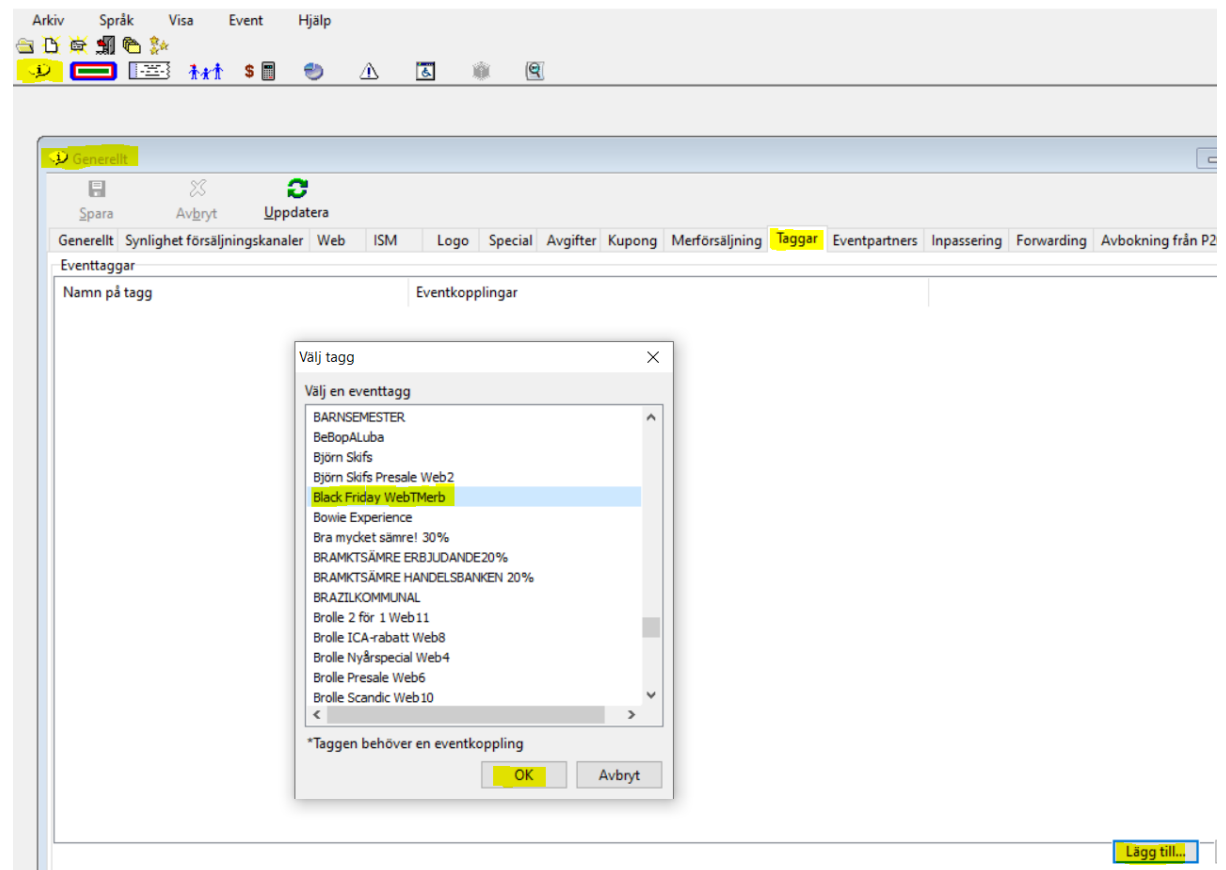 Arkiv Språk Visa Event Hjälp
Generellt
Spara Avbryt Uppdatera
Generellt Synlighet försäljningskanaler Web ISM Logo Special Avgifter Kupong Merförsäljning Taggar Eventpartners Inpassering Forwarding Avbokning från P2
Eventtaggar
Namn på tagg Eventkopplingar
Välj tagg
Välj en eventtagg
BARNSEMESTER
BeBopALuba
Björn Skifs
Björn Skifs Presale Web2
Black Friday WebTMerb
Bowie Experience
Bra mycket sämre! 30%
BRAMKTSÄMRE ERBJUDANDE20%
BRAMKTSÄMRE HANDELSBANKEN 20%
BRAZILKOMMUNAL
Brolle 2 för 1 Web11
Brolle ICA-rabatt Web8
Brolle Nyårspecial Web4
Brolle Presale Web6
Brolle Scandic Web10
*Taggen behöver en eventkoppling
OK Avbryt
Lägg till...